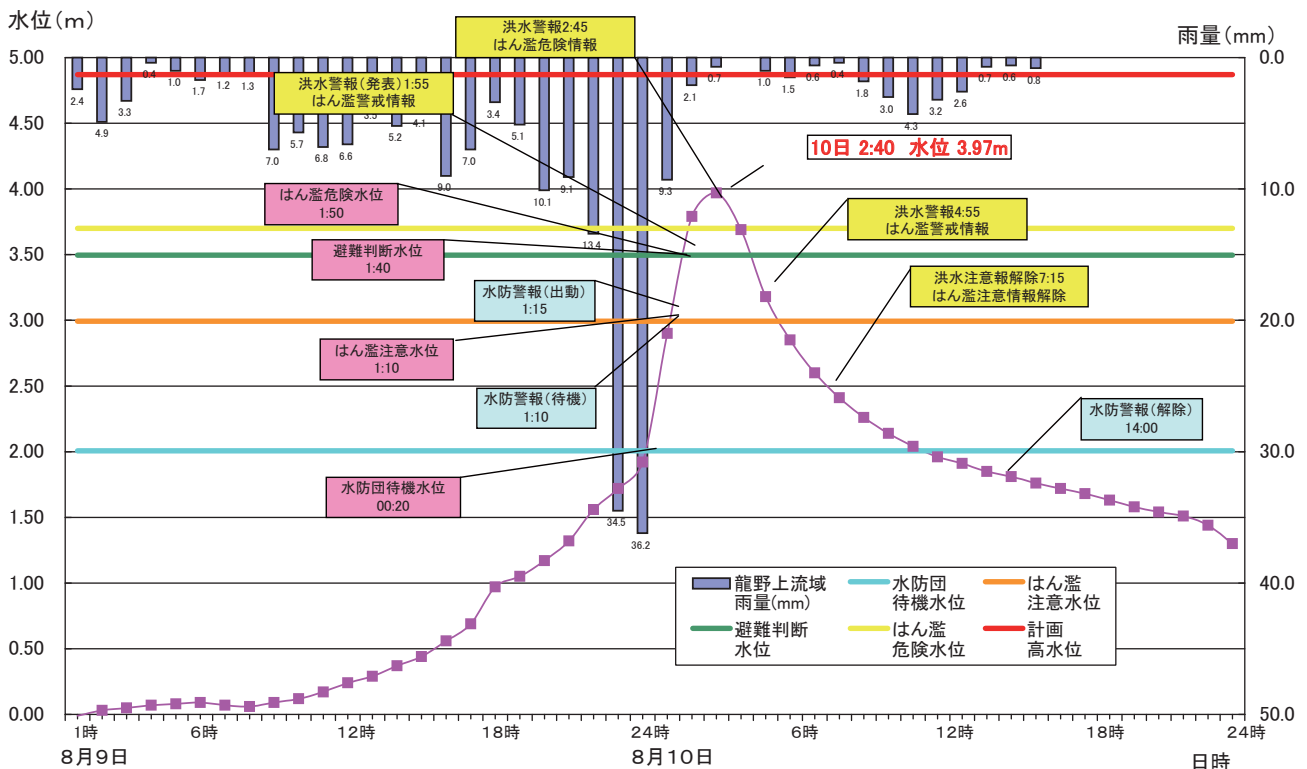 水位(m)
雨量(mm)
洪水警報2:45
はん濫危険情報
洪水警報(発表)1:55
はん濫警戒情報
10日 2:40 水位 3.97m
はん濫危険水位
1:50
洪水警報4:55
はん濫警戒情報
避難判断水位
1:40
水防警報(出動)
1:15
洪水注意報解除7:15
はん濫注意情報解除
はん濫注意水位
1:10
水防警報(待機)
1:10
水防警報(解除)
14:00
水防団待機水位
00:20
5.00
4.50
4.00
3.50
3.00
2.50
2.00
1.50
1.00
0.50
0.00
0.0
10.0
20.0
30.0
40.0
50.0
2.4
4.9
3.3
0.4
1.0
1.7
1.2
1.3
7.0
5.7
6.8
6.6
3.5
5.2
4.1
9.0
7.0
3.4
5.1
10.1
9.1
13.4
34.5
36.2
9.3
2.1
0.7
1.0
1.5
0.6
0.4
1.8
3.0
4.3
3.2
2.6
0.7
0.6
0.8
龍野上流域
雨量(mm)
水防団
待機水位
はん濫
注意水位
避難判断
水位
はん濫
危険水位
計画
高水位
1時
6時
12時
18時
24時
6時
12時
18時
24時
8月9日
8月10日
日時